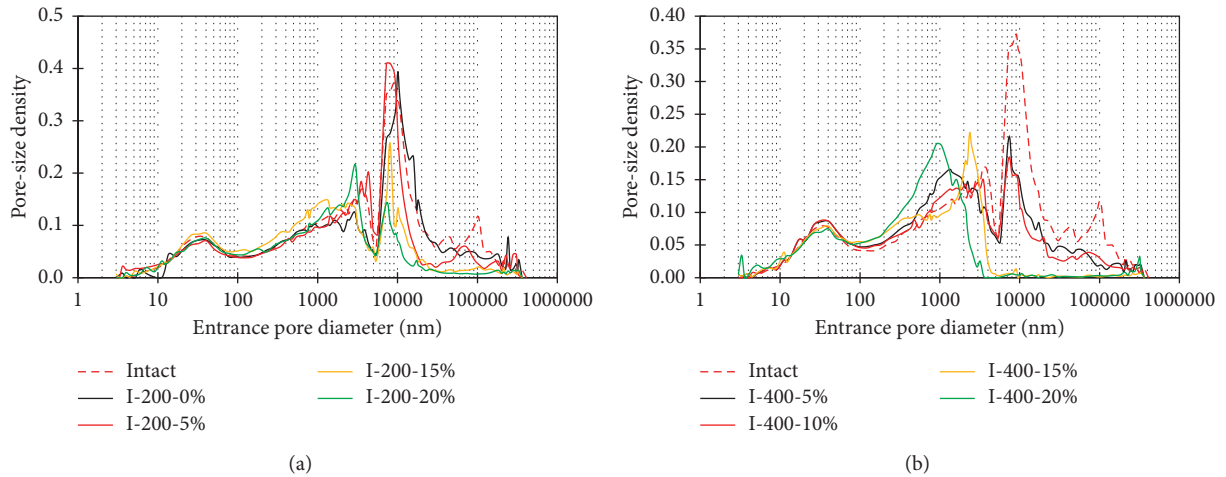 0.5
0.4
0.3
0.2
0.1
0.0
Pore-size density
1 10 100 1000 10000 100000 1000000
Entrance pore diameter (nm)
Intact
I-200-0%
I-200-5%
I-200-15%
I-200-20%
(a)
0.40
0.35
0.30
0.25
0.20
0.15
0.10
0.05
0.00
Pore-size density
1 10 100 1000 10000 100000 1000000
Entrance pore diameter (nm)
Intact
I-400-5%
I-400-10%
I-400-15%
I-400-20%
(b)